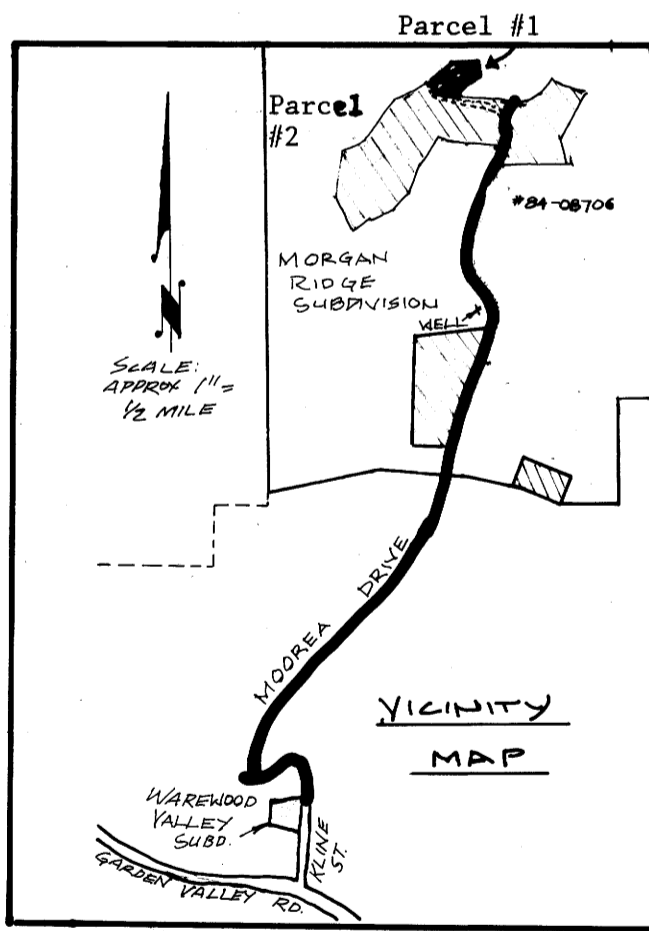 Parcel #1
Parcel
#2
#84-08706
MORGAN
RIDGE
SUBDIVISION
WELL
N
SCALE:
APPROX 1"=
1/2 MILE
MOOREA DRIVE
VICINITY
MAP
WAREWOOD
VALLEY
SUBD.
KLINE
ST.
GARDEN VALLEY RD.